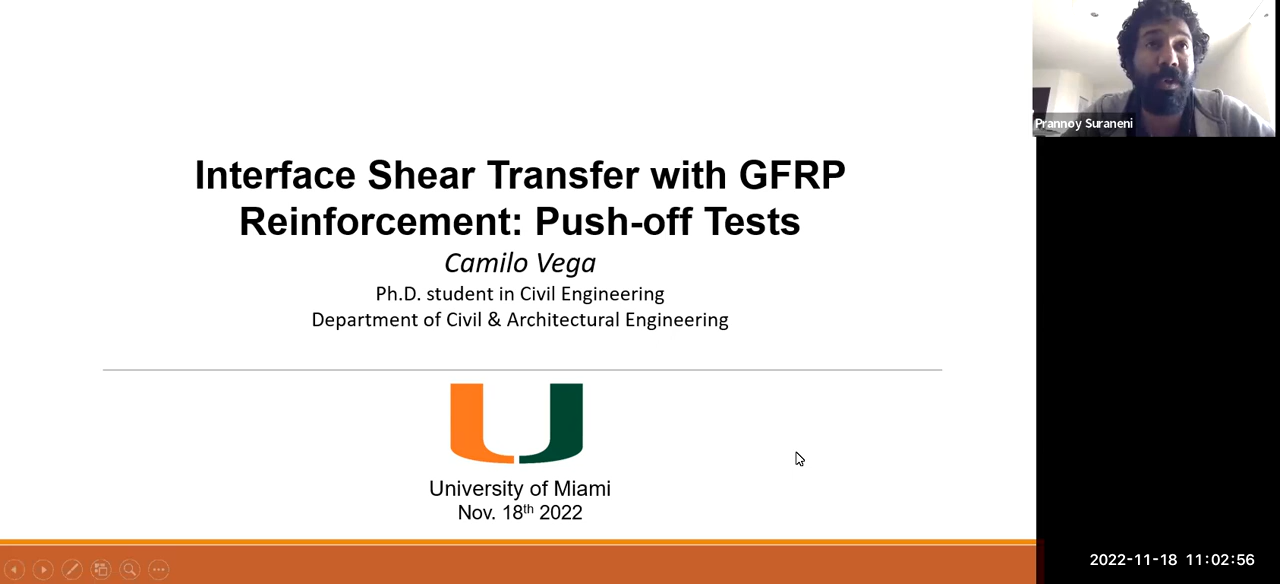 Prannoy Suraneni
Interface Shear Transfer with GFRP
Reinforcement: Push-off Tests
Camilo Vega
Ph.D. student in Civil Engineering
Department of Civil & Architectural Engineering
University of Miami
Nov. 18th 2022
2022-11-18 11:02:56